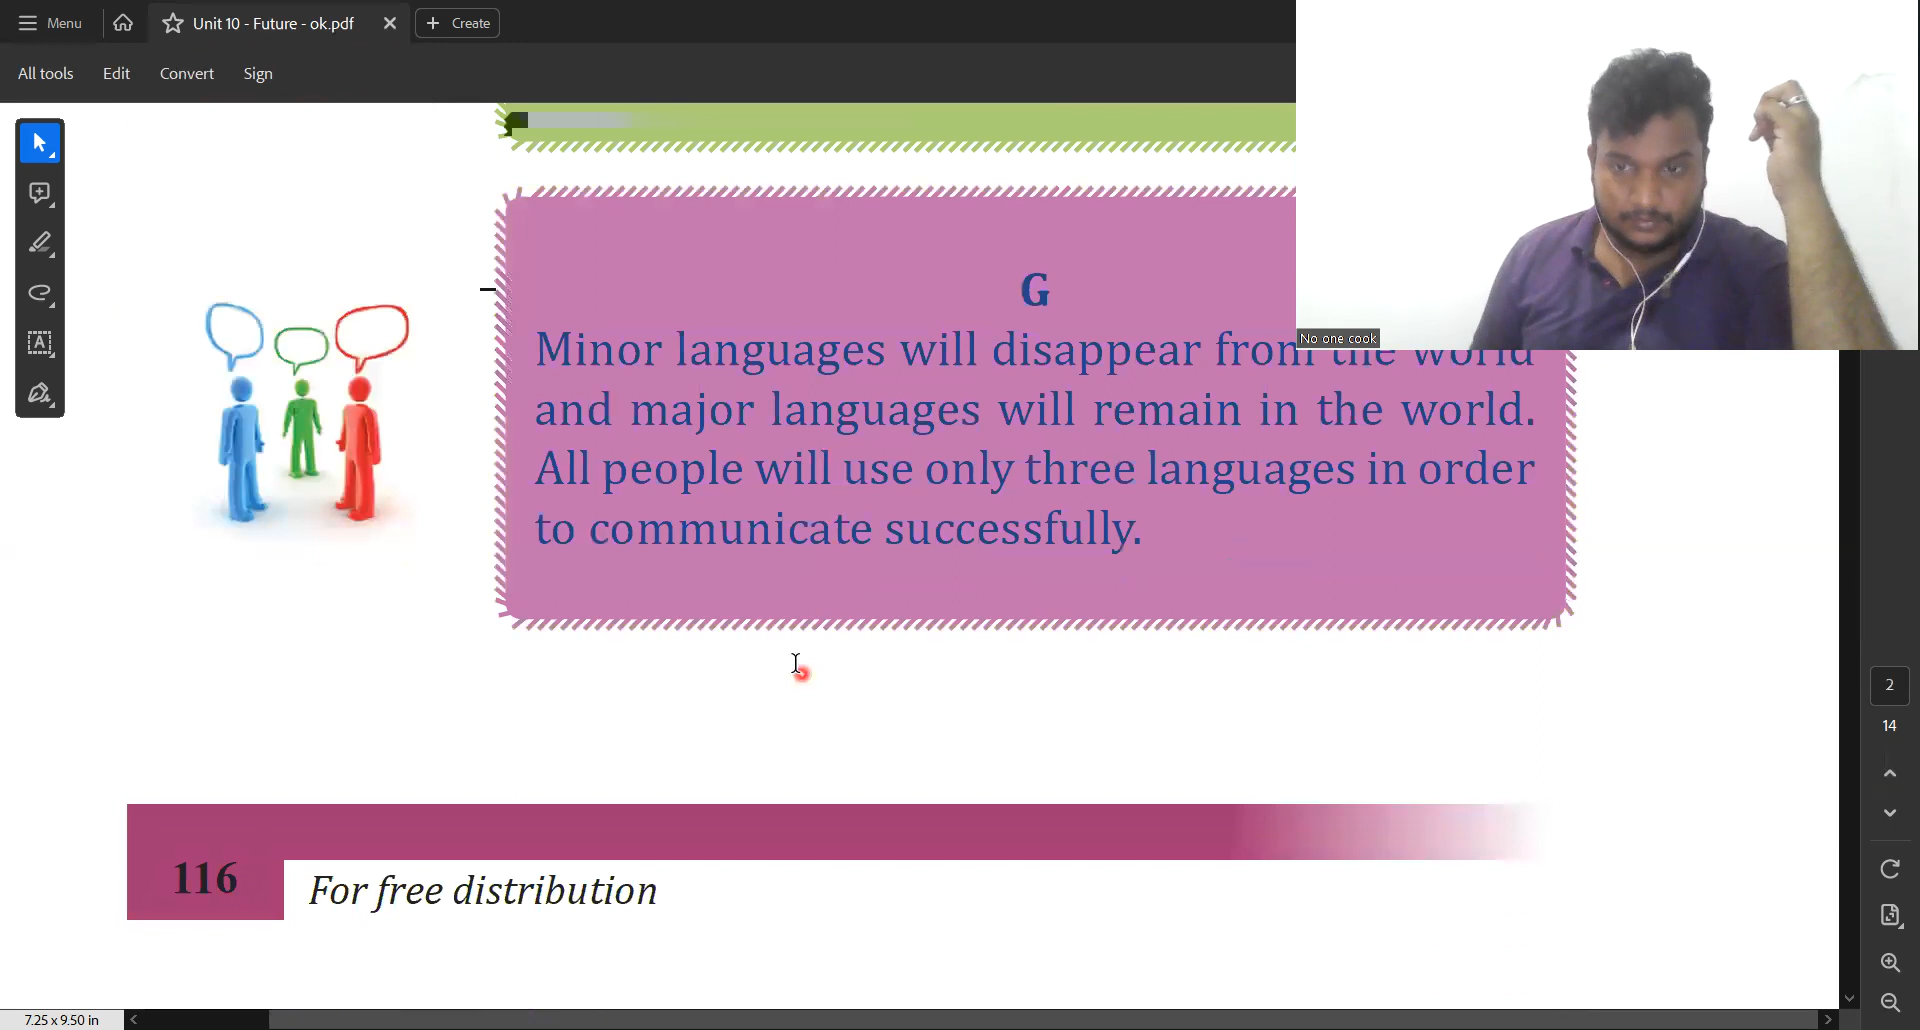 Menu
Unit 10 - Future - ok.pdf
Create
All tools
Edit
Convert
Sign
No one cook
G
Minor languages will disappear from the world
and major languages will remain in the world.
All people will use only three languages in order
to communicate successfully.
2
14
116
For free distribution
7.25 x 9.50 in